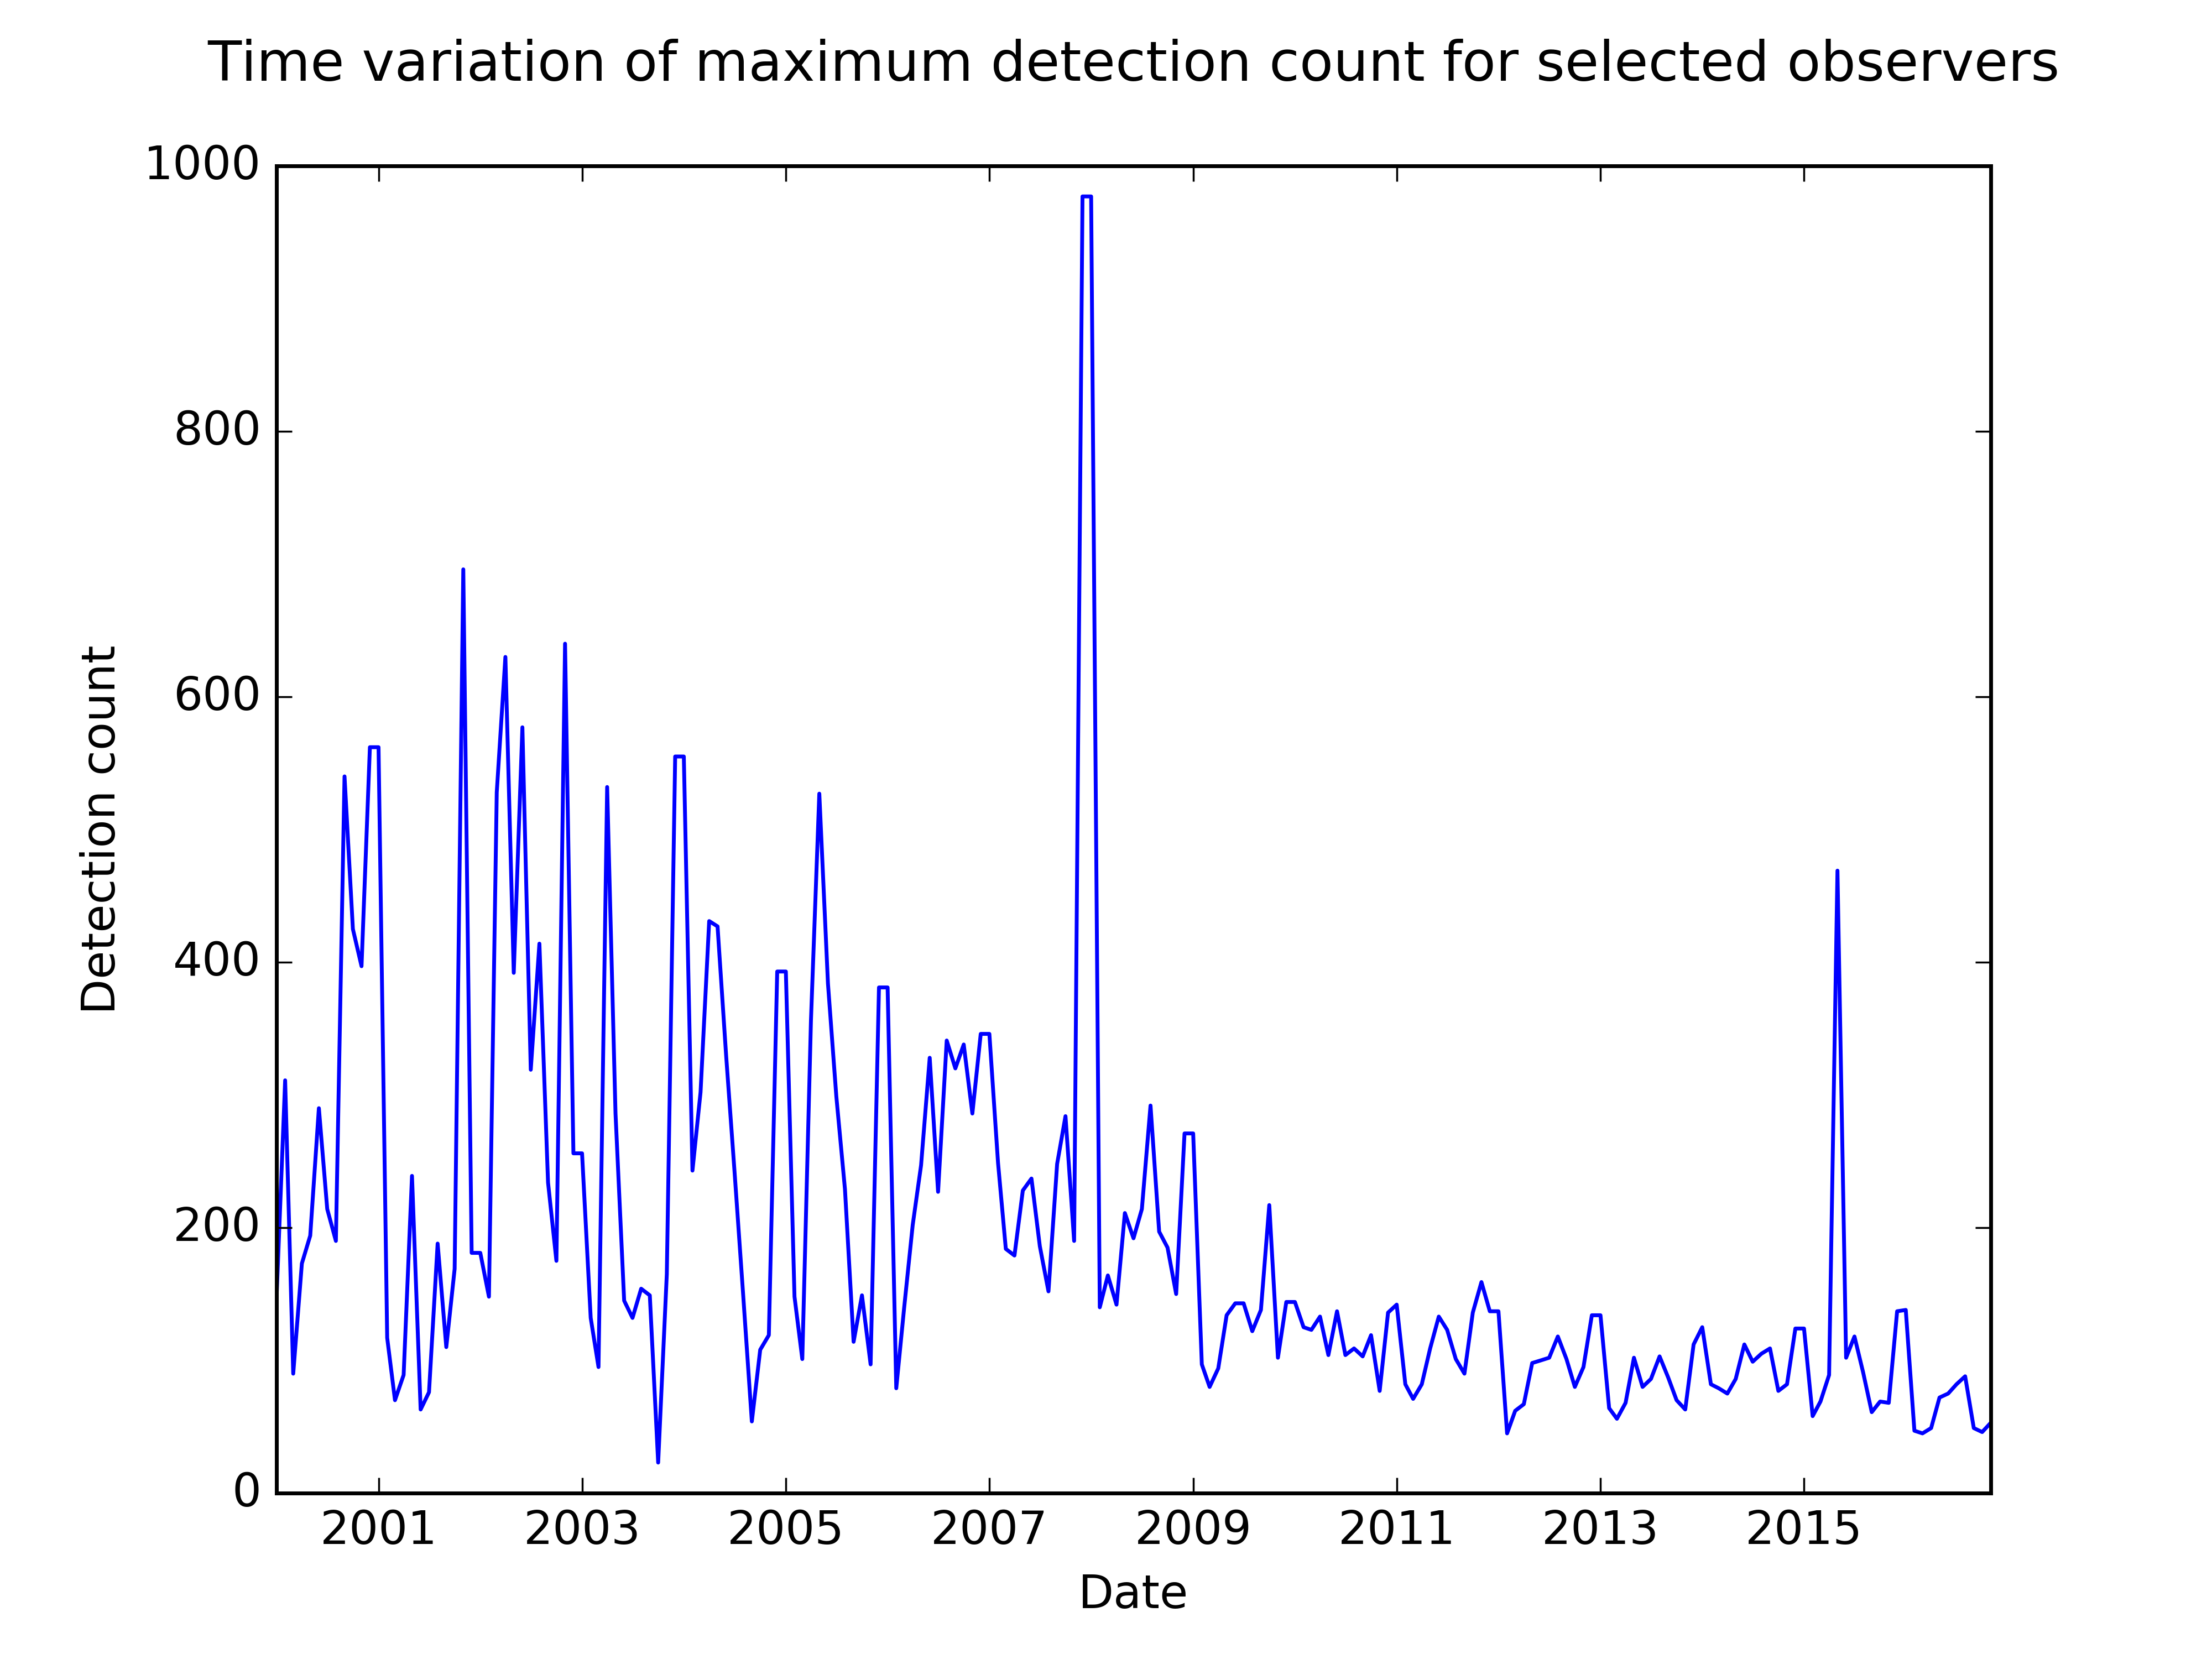 Time variation of maximum detection count for selected observers
1000
800
600
400
200
0
Detection count
2001 2003 2005 2007 2009 2011 2013 2015
Date